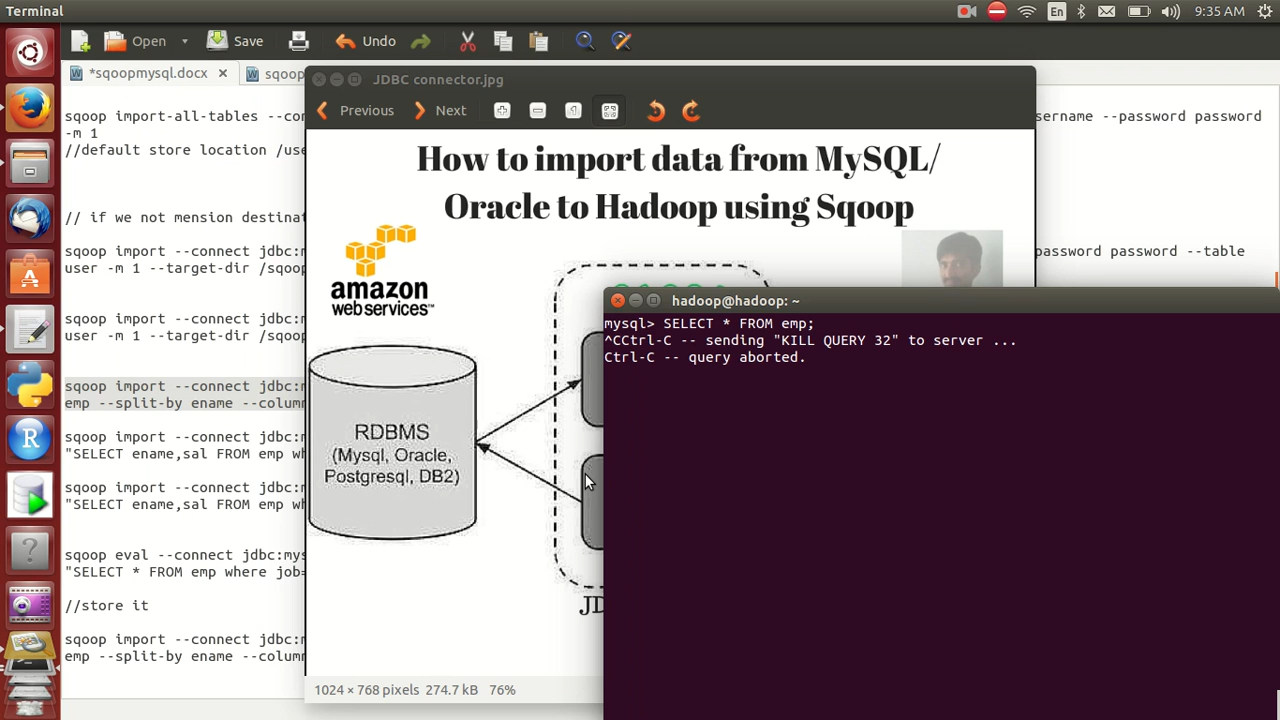 Terminal
En
9:35 AM
Open Save Undo
*sqoopmysql.docx × sqoop
sqoop import-all-tables --con
sername --password password
-m 1
//default store location /use
// if we not mension destinat
sqoop import --connect jdbc:m
password password --table
user -m 1 --target-dir /sqoop
sqoop import --connect jdbc:m
user -m 1 --target-dir /sqoop
sqoop import --connect jdbc:m
emp --split-by ename --column
sqoop import --connect jdbc:m
"SELECT ename,sal FROM emp wh
sqoop import --connect jdbc:m
"SELECT ename,sal FROM emp wh
sqoop eval --connect jdbc:mys
"SELECT * FROM emp where job=
//store it
sqoop import --connect jdbc:m
emp --split-by ename --column
JDBC connector.jpg
Previous Next
How to import data from MySQL/
Oracle to Hadoop using Sqoop
amazon
web services™
RDBMS
(Mysql, Oracle,
Postgresql, DB2)
JD
1024 × 768 pixels 274.7 kB 76%
hadoop@hadoop: ~
mysql> SELECT * FROM emp;
^CCtrl-C -- sending "KILL QUERY 32" to server ...
Ctrl-C -- query aborted.